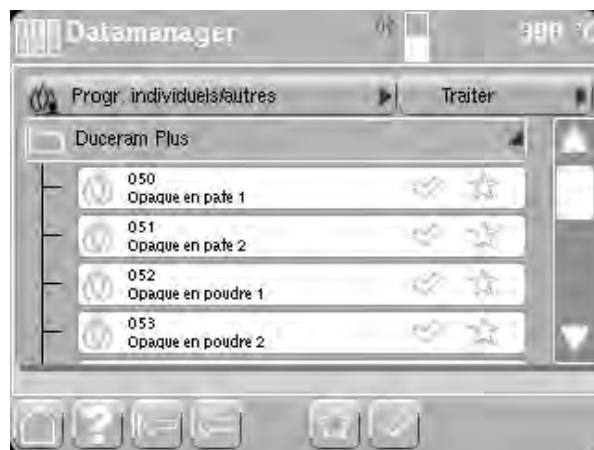 Datamanager
Progr. individuels/autres
Traiter
Duceram Plus
050
Opaque en pate 1
051
Opaque en pate 2
052
Opaque en poudre 1
053
Opaque en poudre 2
?